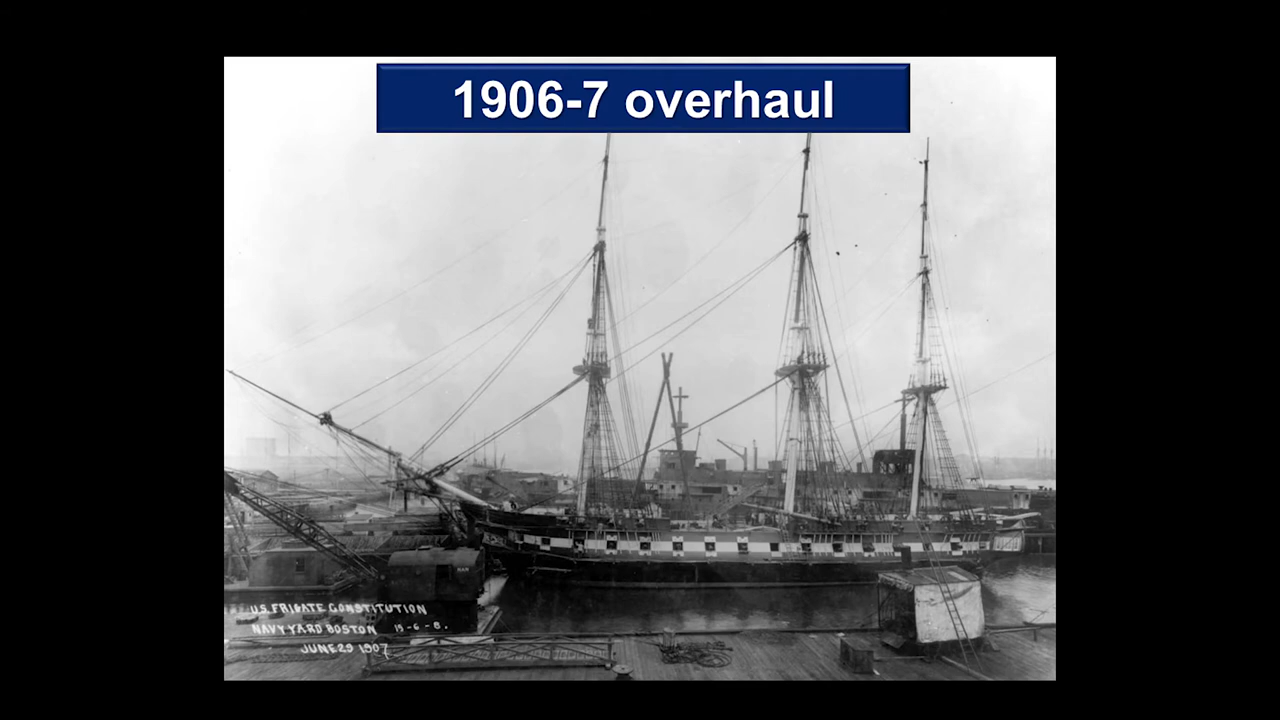 1906-7 overhaul
U.S. FRIGATE CONSTITUTION
NAVY YARD BOSTON 15-6-8.
JUNE 29 1907